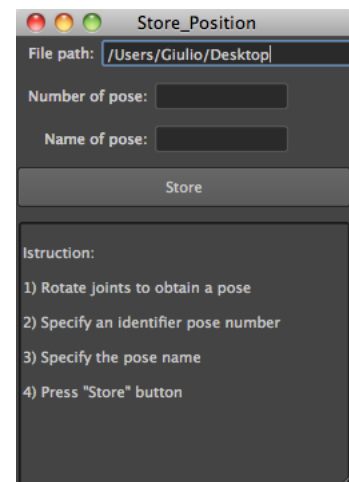 Store_Position
File path: /Users/Giulio/Desktop
Number of pose:
Name of pose:
Store
Istruction:
1) Rotate joints to obtain a pose
2) Specify an identifier pose number
3) Specify the pose name
4) Press "Store" button